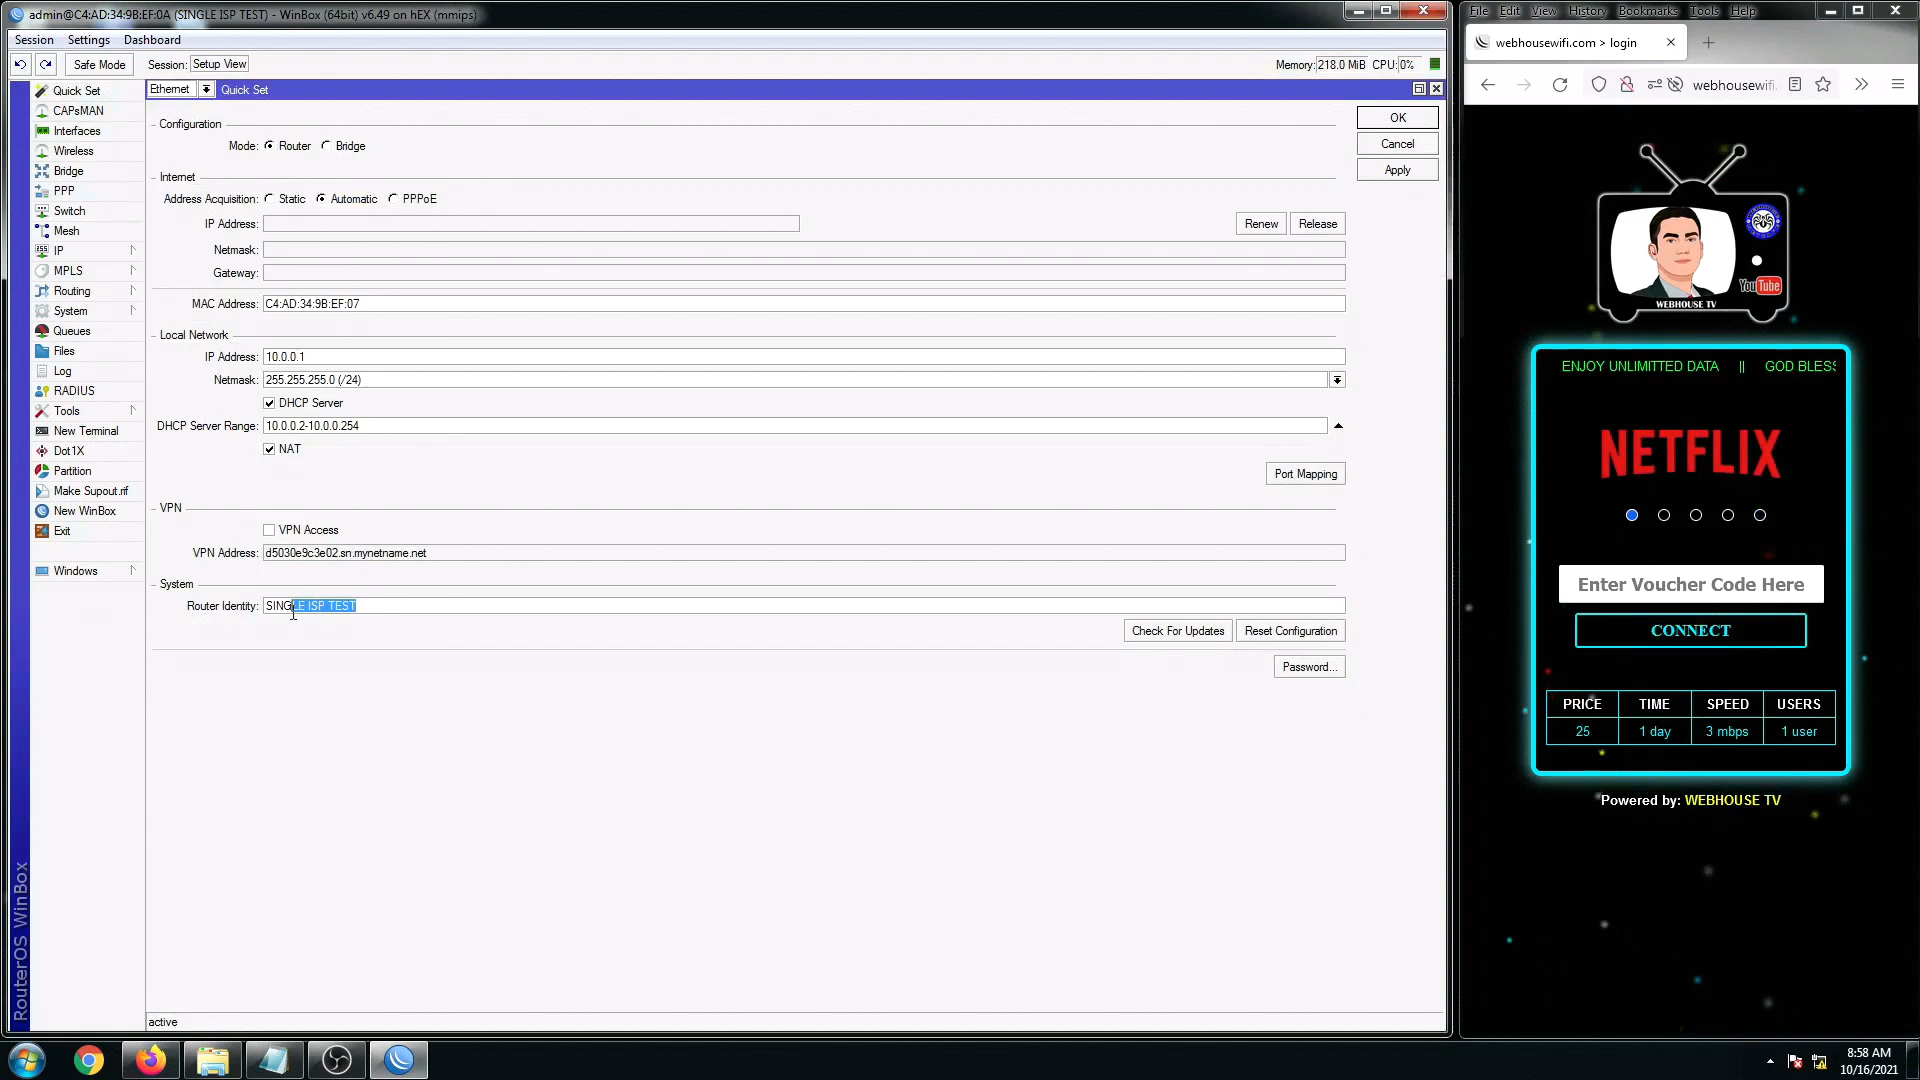 admin@C4:AD:34:9B:EF:0A (SINGLE ISP TEST) - WinBox (64bit) v6.49 on hEX (mmips)
Session Settings Dashboard
Safe Mode Session: Setup View Memory: 218.0 MiB CPU: 0%
Ethernet Quick Set
Quick Set
CAPsMAN
Interfaces
Wireless
Bridge
PPP
Switch
Mesh
IP
MPLS
Routing
System
Queues
Files
Log
RADIUS
Tools
New Terminal
Dot1X
Partition
Make Supout.rif
New WinBox
Exit
Windows
RouterOS WinBox
Configuration
Mode: Router Bridge
Internet
Address Acquisition: Static Automatic PPPoE
IP Address: Renew Release
Netmask:
Gateway:
MAC Address: C4:AD:34:9B:EF:07
Local Network
IP Address: 10.0.0.1
Netmask: 255.255.255.0 (/24)
DHCP Server
DHCP Server Range: 10.0.0.2-10.0.0.254
NAT
Port Mapping
VPN
VPN Access
VPN Address: d5030e9c3e02.sn.mynetname.net
System
Router Identity: SINGLE ISP TEST
Check For Updates Reset Configuration
Password...
OK
Cancel
Apply
active
File Edit View History Bookmarks Tools Help
webhousewifi.com > login
webhousewifi.
YouTube
WEBHOUSE TV
ENJOY UNLIMITTED DATA || GOD BLESS
NETFLIX
Enter Voucher Code Here
CONNECT
PRICE TIME SPEED USERS
25 1 day 3 mbps 1 user
Powered by: WEBHOUSE TV
8:58 AM
10/16/2021